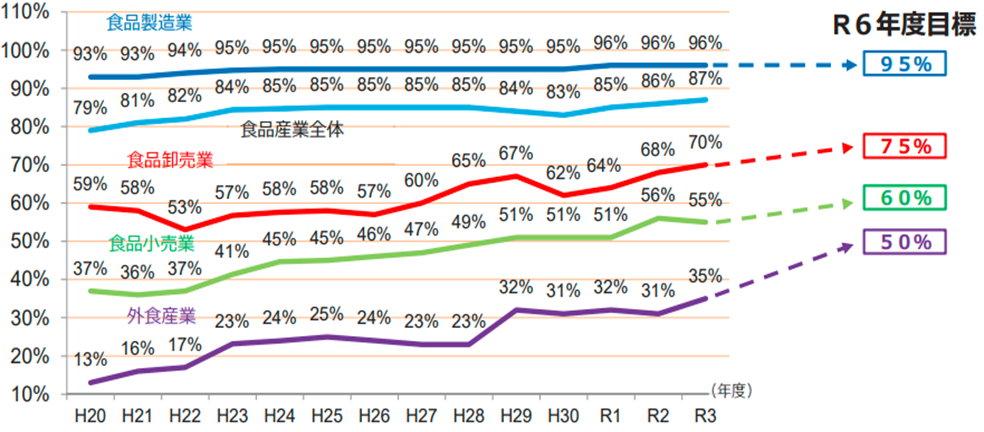 R6年度目標
110%
100%
90%
80%
70%
60%
50%
40%
30%
20%
10%
食品製造業
93% 93% 94% 95% 95% 95% 95% 95% 95% 95% 95% 96% 96% 96%
95%
79% 81% 82% 84% 85% 85% 85% 85% 85% 84% 83% 85% 86% 87%
食品産業全体
食品卸売業
59% 58% 53% 57% 58% 58% 57% 60% 65% 67% 62% 64% 68% 70%
75%
食品小売業
37% 36% 37% 41% 45% 45% 46% 47% 49% 51% 51% 51% 56% 55%
60%
外食産業
13% 16% 17% 23% 24% 25% 24% 23% 23% 32% 31% 32% 31% 35%
50%
(年度)
H20 H21 H22 H23 H24 H25 H26 H27 H28 H29 H30 R1 R2 R3